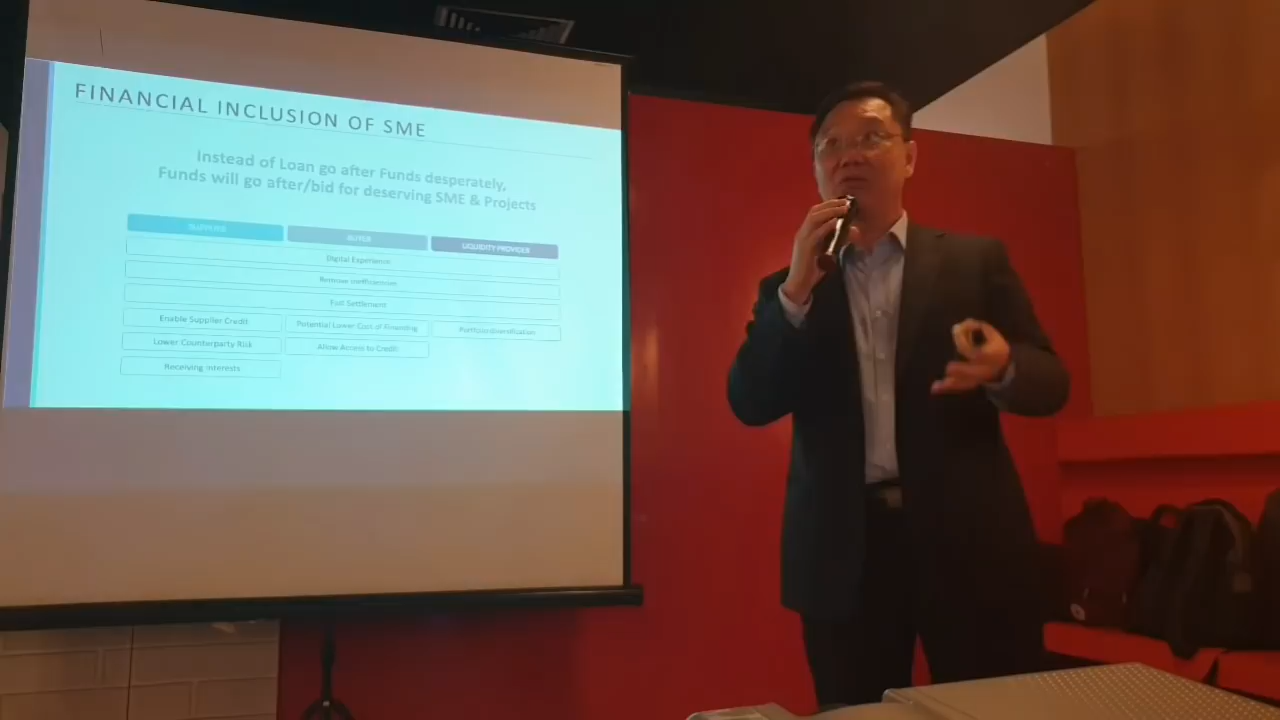 FINANCIAL INCLUSION OF SME
Instead of Loan go after Funds desperately,
Funds will go after/bid for deserving SME & Projects
SUPPLIER BUYER LIQUIDITY PROVIDER
Digital Experience
Remove Inefficiencies
Fast Settlement
Enable Supplier Credit Potential Lower Cost of Financing Portfolio Diversification
Lower Counterparty Risk Allow Access to Credit
Receiving Interests